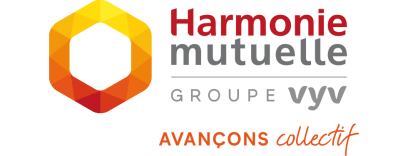 Harmonie
mutuelle
GROUPE vyv
AVANÇONS collectif